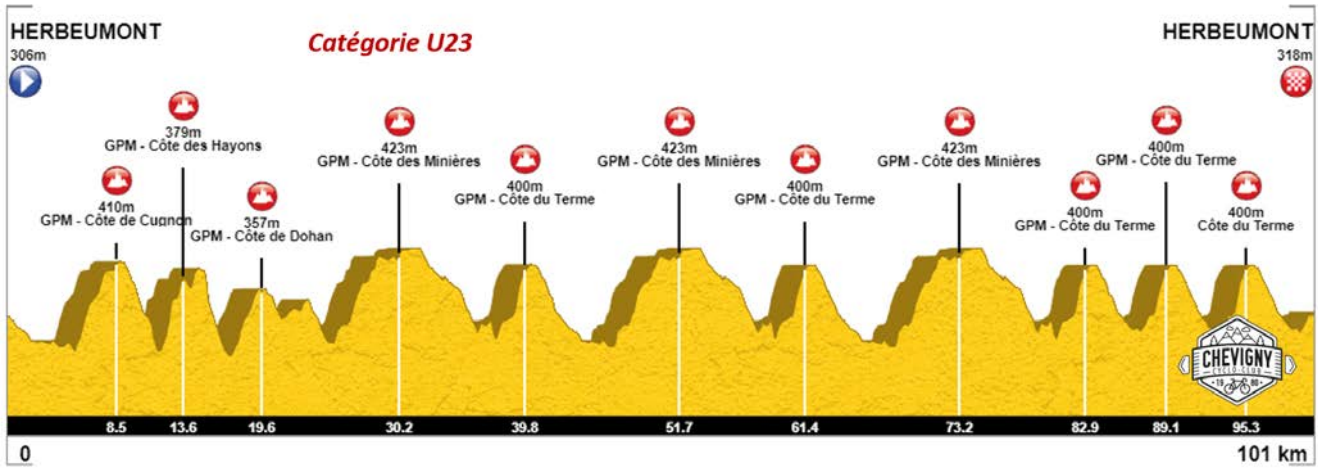 HERBEUMONT
306m
Catégorie U23
HERBEUMONT
318m
410m
GPM - Côte de Cugnon
379m
GPM - Côte des Hayons
357m
GPM - Côte de Dohan
423m
GPM - Côte des Minières
400m
GPM - Côte du Terme
423m
GPM - Côte des Minières
400m
GPM - Côte du Terme
423m
GPM - Côte des Minières
400m
GPM - Côte du Terme
400m
GPM - Côte du Terme
400m
Côte du Terme
CHEVIGNY
CYCLO-CLUB
1980
8.5 13.6 19.6 30.2 39.8 51.7 61.4 73.2 82.9 89.1 95.3
0 101 km